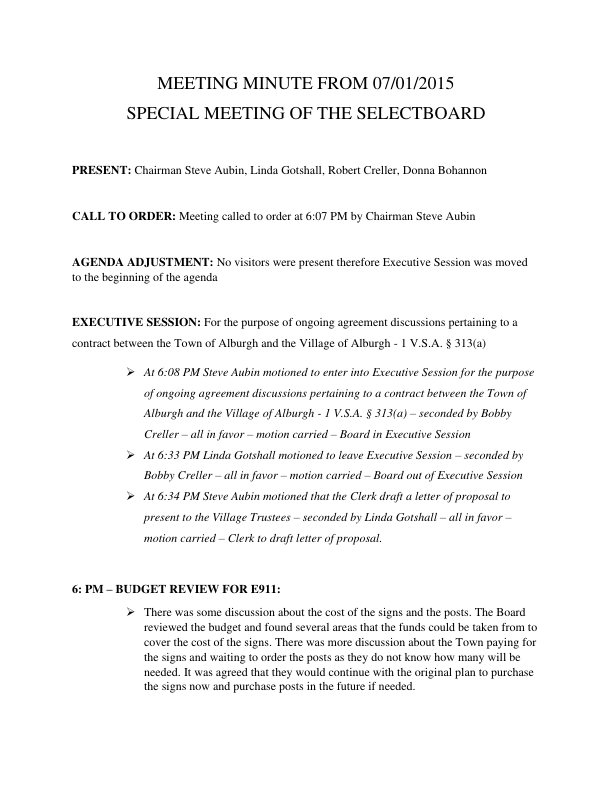 MEETING MINUTE FROM 07/01/2015
SPECIAL MEETING OF THE SELECTBOARD
PRESENT: Chairman Steve Aubin, Linda Gotshall, Robert Creller, Donna Bohannon
CALL TO ORDER: Meeting called to order at 6:07 PM by Chairman Steve Aubin
AGENDA ADJUSTMENT: No visitors were present therefore Executive Session was moved
to the beginning of the agenda
EXECUTIVE SESSION: For the purpose of ongoing agreement discussions pertaining to a
contract between the Town of Alburgh and the Village of Alburgh - 1 V.S.A. § 313(a)
➢ At 6:08 PM Steve Aubin motioned to enter into Executive Session for the purpose
of ongoing agreement discussions pertaining to a contract between the Town of
Alburgh and the Village of Alburgh - 1 V.S.A. § 313(a) – seconded by Bobby
Creller – all in favor – motion carried – Board in Executive Session
➢ At 6:33 PM Linda Gotshall motioned to leave Executive Session – seconded by
Bobby Creller – all in favor – motion carried – Board out of Executive Session
➢ At 6:34 PM Steve Aubin motioned that the Clerk draft a letter of proposal to
present to the Village Trustees – seconded by Linda Gotshall – all in favor –
motion carried – Clerk to draft letter of proposal.
6: PM – BUDGET REVIEW FOR E911:
➢ There was some discussion about the cost of the signs and the posts. The Board
reviewed the budget and found several areas that the funds could be taken from to
cover the cost of the signs. There was more discussion about the Town paying for
the signs and waiting to order the posts as they do not know how many will be
needed. It was agreed that they would continue with the original plan to purchase
the signs now and purchase posts in the future if needed.